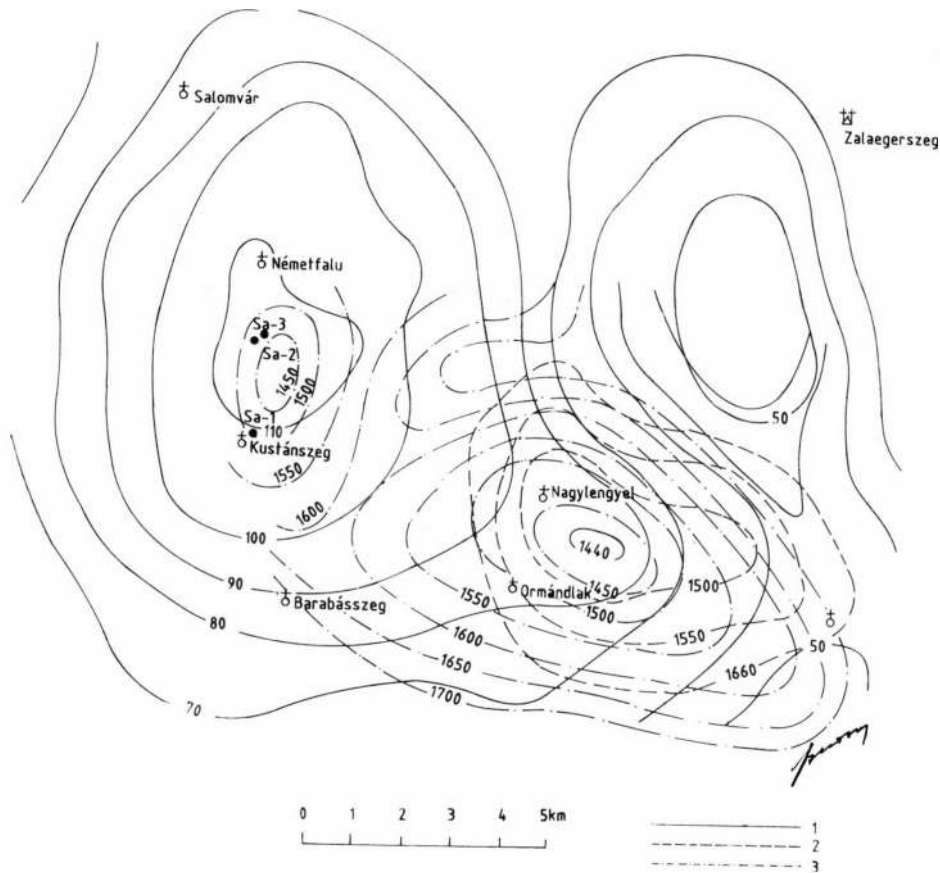 Salomvár
Zalaegerszeg
Németfalu
Sa-3
Sa-2
1450
1500
Sa-1
110
Kustánszeg
1550
1600
50
Nagylengyel
100
1440
90
Ormándlak
1450
1500
1500
Barabásszeg
1550
1550
80
1600
50
1650
1660
1700
70
0 1 2 3 4 5km
1
2
3